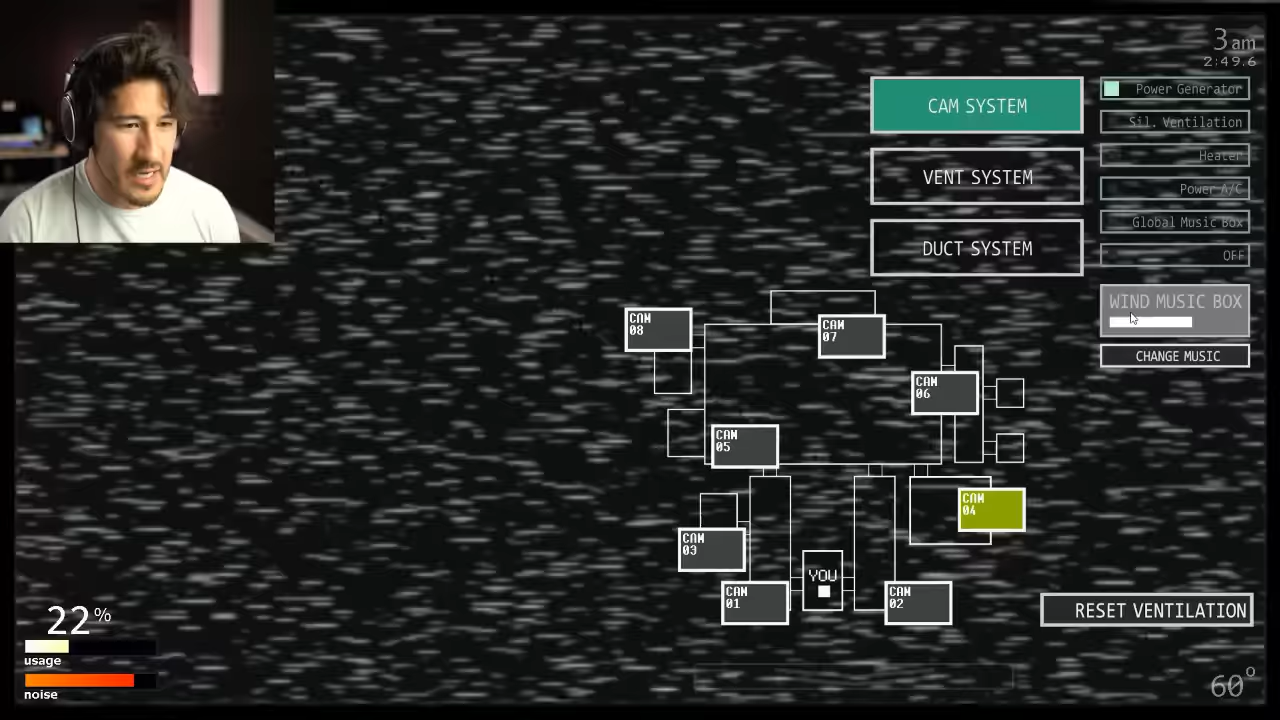 3 am
2:49.6
CAM SYSTEM
Power Generator
Sil. Ventilation
Heater
VENT SYSTEM
Power A/C
Global Music Box
DUCT SYSTEM
OFF
WIND MUSIC BOX
CHANGE MUSIC
CAM
08
CAM
07
CAM
06
CAM
05
CAM
04
CAM
03
YOU
CAM
01
CAM
02
RESET VENTILATION
22%
usage
noise
60°